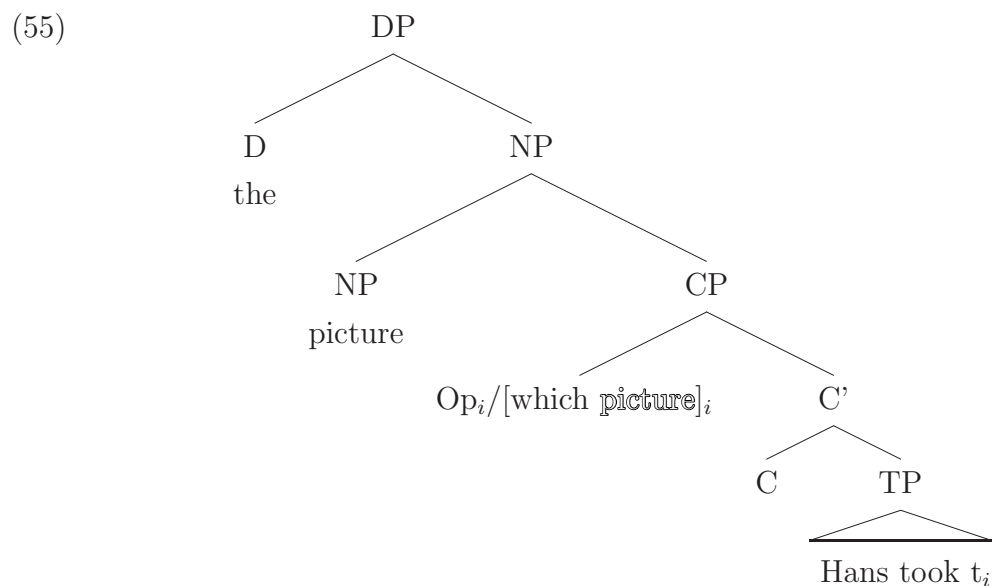 (55) DP
D NP
the
NP CP
picture
Opᵢ/[which picture]ᵢ C’
C TP
Hans took tᵢ